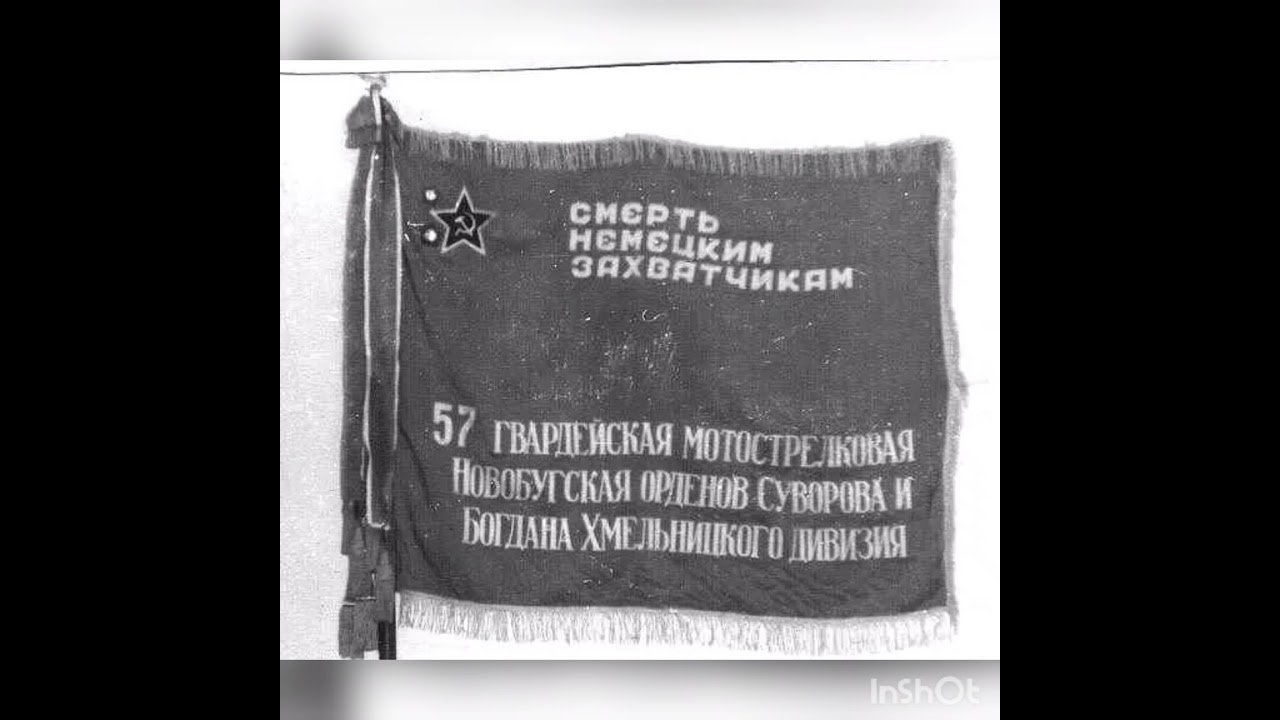 СМЕРТЬ
НЕМЕЦКИМ
ЗАХВАТЧИКАМ
57 ГВАРДЕЙСКАЯ МОТОСТРЕЛКОВАЯ
НОВОБУГСКАЯ ОРДЕНОВ СУВОРОВА И
БОГДАНА ХМЕЛЬНИЦКОГО ДИВИЗИЯ
InShOt